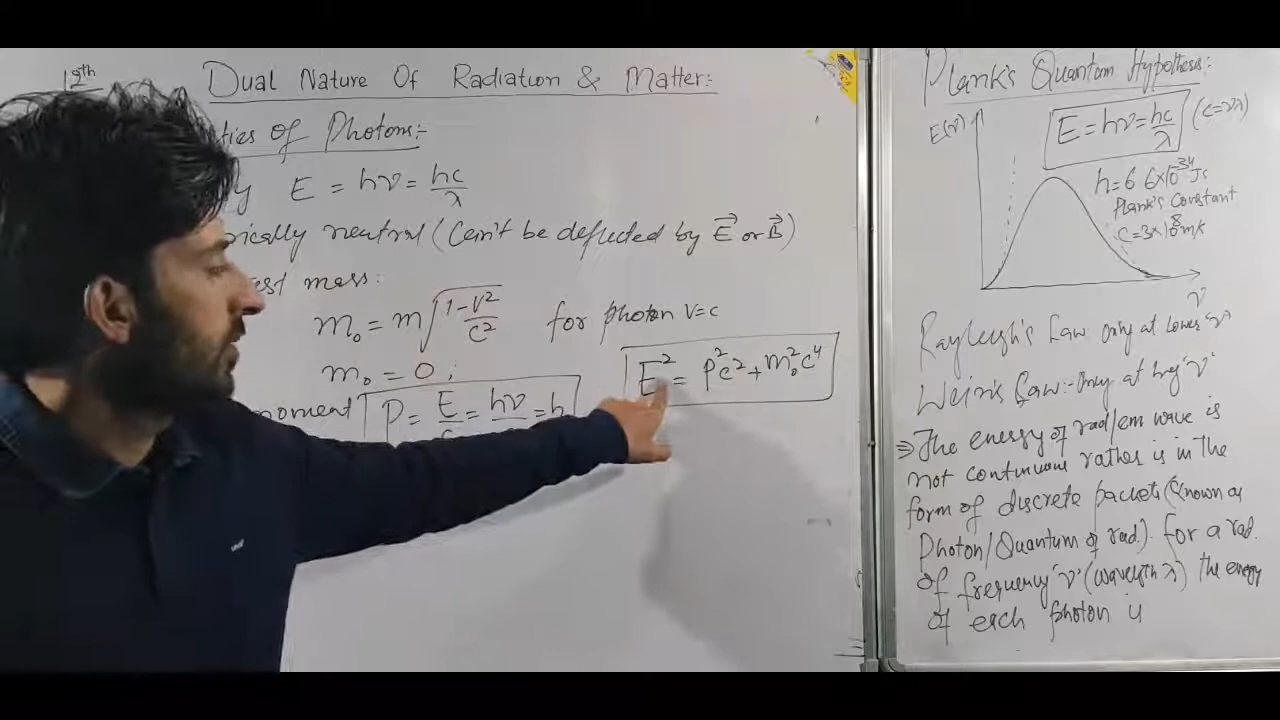 12th
Dual Nature Of Radiation & Matter:
ties of Photons:-
y E = hν = hc/λ
rically neutral (Can't be deflected by E⃗ or B⃗)
est mass:
m₀ = m√(1-v²/c²) for photon v=c
m₀ = 0;
E² = p²c² + m₀²c⁴
moment P = E/c = hν = h
Plank's Quantum Hypothesis:
E(ν)
E = hν = hc/λ (c=νλ)
h = 6.6×10⁻³⁴ Js
Plank's Constant
C = 3×10⁸ m/s
ν
Rayleigh's Law only at lower 'ν'
Wein's Law:- Only at high 'ν'
⇒ The energy of rad/em wave is
not continuous rather is in the
form of discrete packets (known as
Photon/Quantum of rad.). For a rad.
of frequency 'ν' (wavelength λ) the energy
of each photon is